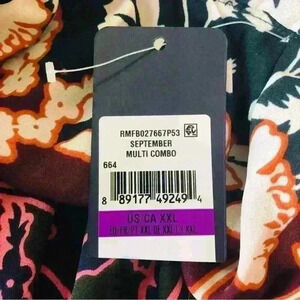 RMFB027667P53
SEPTEMBER
MULTI COMBO
664
8 89177 49249 4
US CA XXL